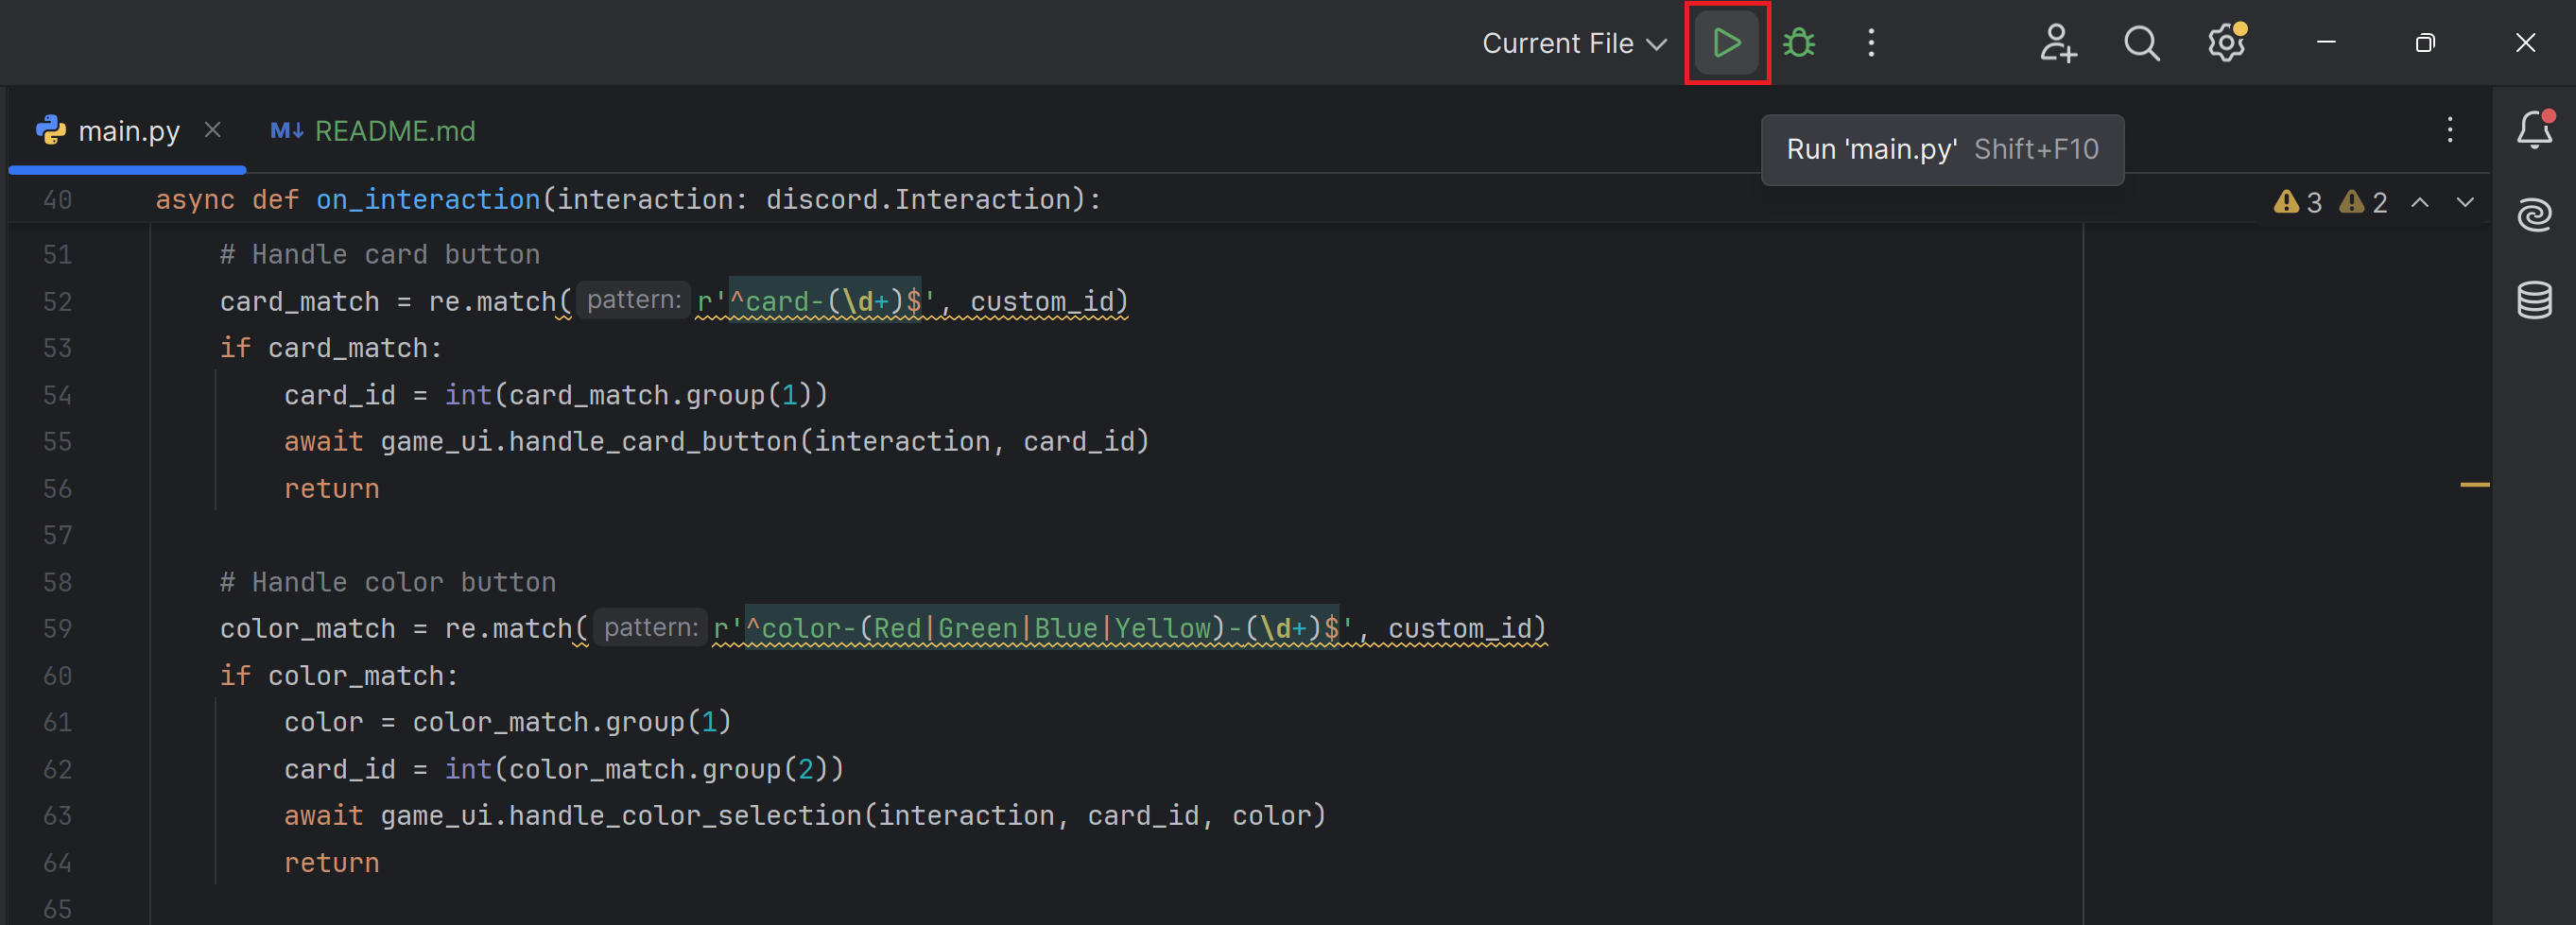 Current File
main.py
M↓ README.md
Run 'main.py' Shift+F10
40 async def on_interaction(interaction: discord.Interaction):
3 2
51 # Handle card button
52 card_match = re.match( pattern: r'^card-(\d+)$', custom_id)
53 if card_match:
54 card_id = int(card_match.group(1))
55 await game_ui.handle_card_button(interaction, card_id)
56 return
57
58 # Handle color button
59 color_match = re.match( pattern: r'^color-(Red|Green|Blue|Yellow)-(\d+)$', custom_id)
60 if color_match:
61 color = color_match.group(1)
62 card_id = int(color_match.group(2))
63 await game_ui.handle_color_selection(interaction, card_id, color)
64 return
65